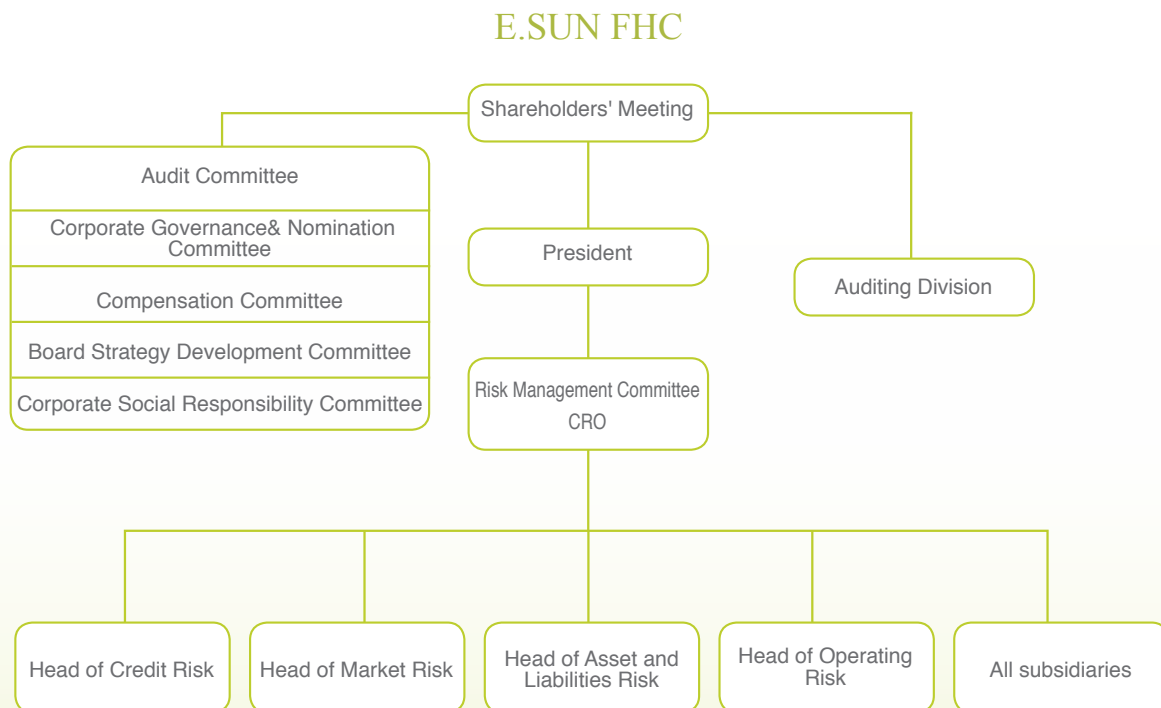 E.SUN FHC
Shareholders' Meeting
Audit Committee
Corporate Governance& Nomination
Committee
Compensation Committee
Board Strategy Development Committee
Corporate Social Responsibility Committee
President
Auditing Division
Risk Management Committee
CRO
Head of Credit Risk
Head of Market Risk
Head of Asset and
Liabilities Risk
Head of Operating
Risk
All subsidiaries